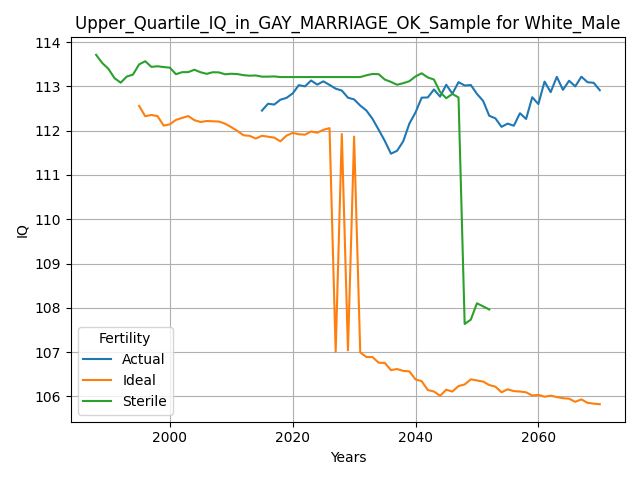 Upper_Quartile_IQ_in_GAY_MARRIAGE_OK_Sample for White_Male
114
113
112
111
110
109
108
107
106
IQ
Fertility
Actual
Ideal
Sterile
2000
2020
2040
2060
Years